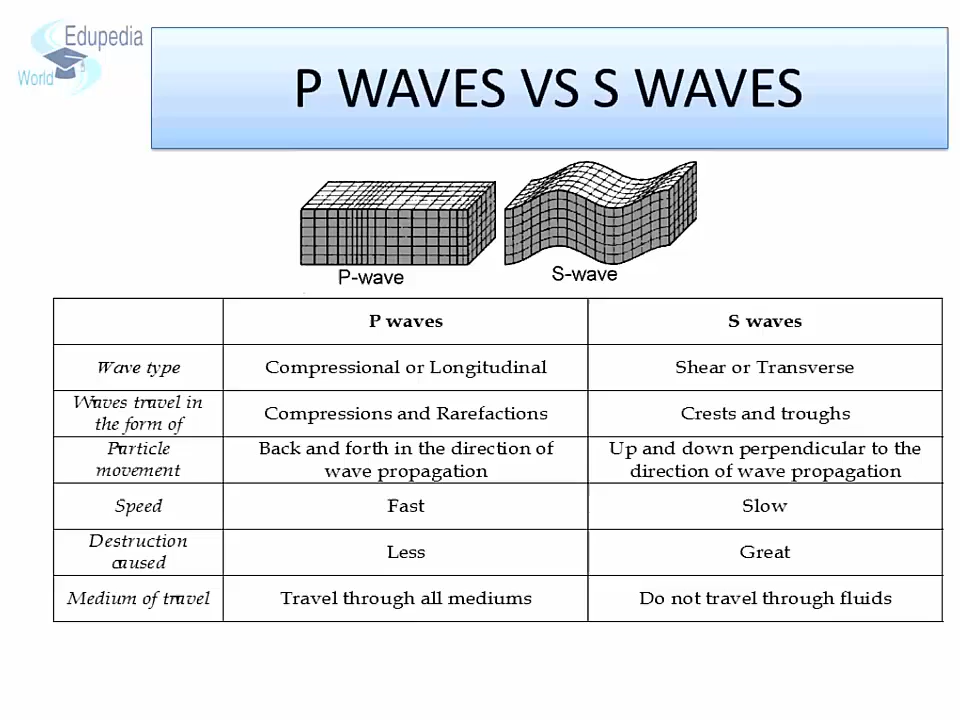 Edupedia
World
P WAVES VS S WAVES
P-wave
S-wave
P waves
S waves
Wave type
Compressional or Longitudinal
Shear or Transverse
Waves travel in
the form of
Compressions and Rarefactions
Crests and troughs
Particle
movement
Back and forth in the direction of
wave propagation
Up and down perpendicular to the
direction of wave propagation
Speed
Fast
Slow
Destruction
caused
Less
Great
Medium of travel
Travel through all mediums
Do not travel through fluids